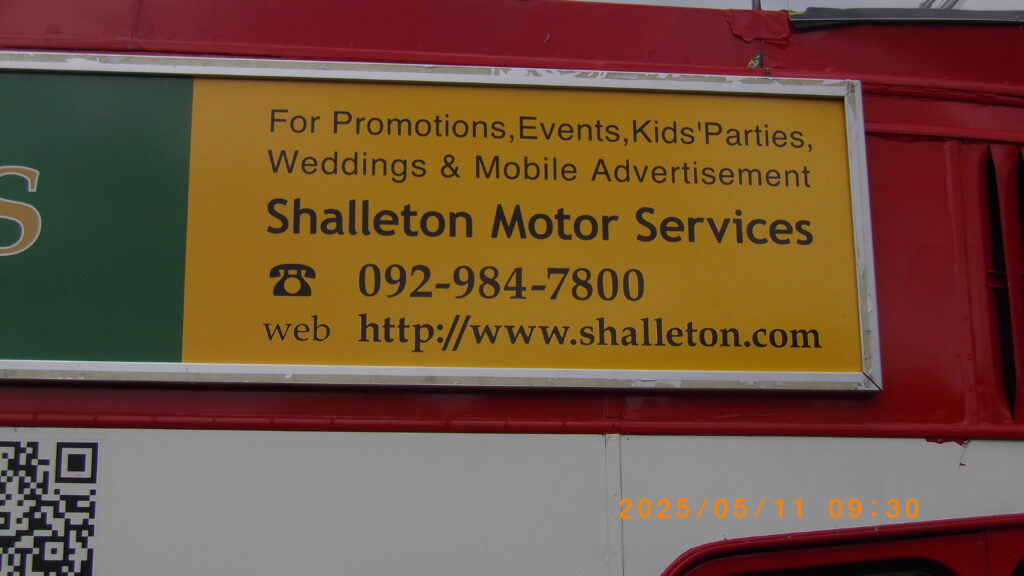 s
For Promotions,Events,Kids'Parties,
Weddings & Mobile Advertisement
Shalleton Motor Services
092-984-7800
web http://www.shalleton.com
2025/05/11 09:30